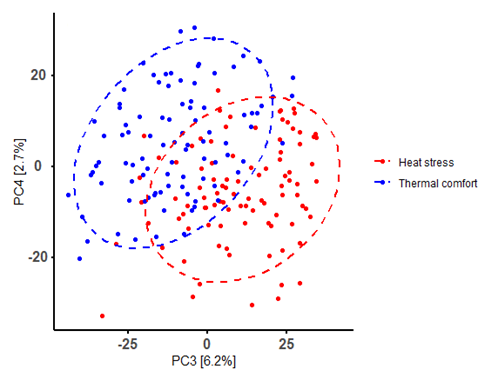 20
0
-20
PC4 [2.7%]
-25
0
25
PC3 [6.2%]
Heat stress
Thermal comfort